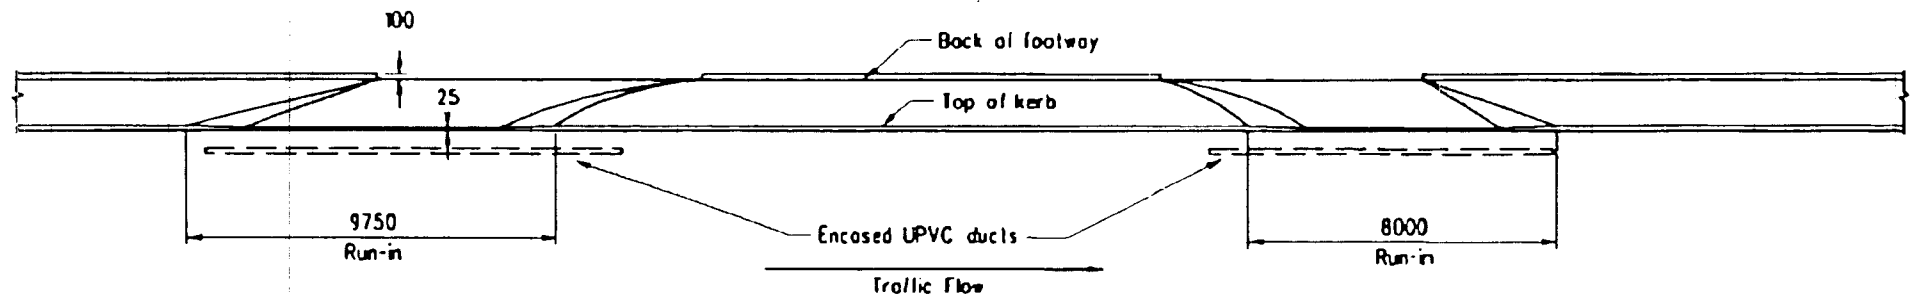 100
Back of footway
25
Top of kerb
9750
Run-in
Encased UPVC ducts
8000
Run-in
Traffic Flow